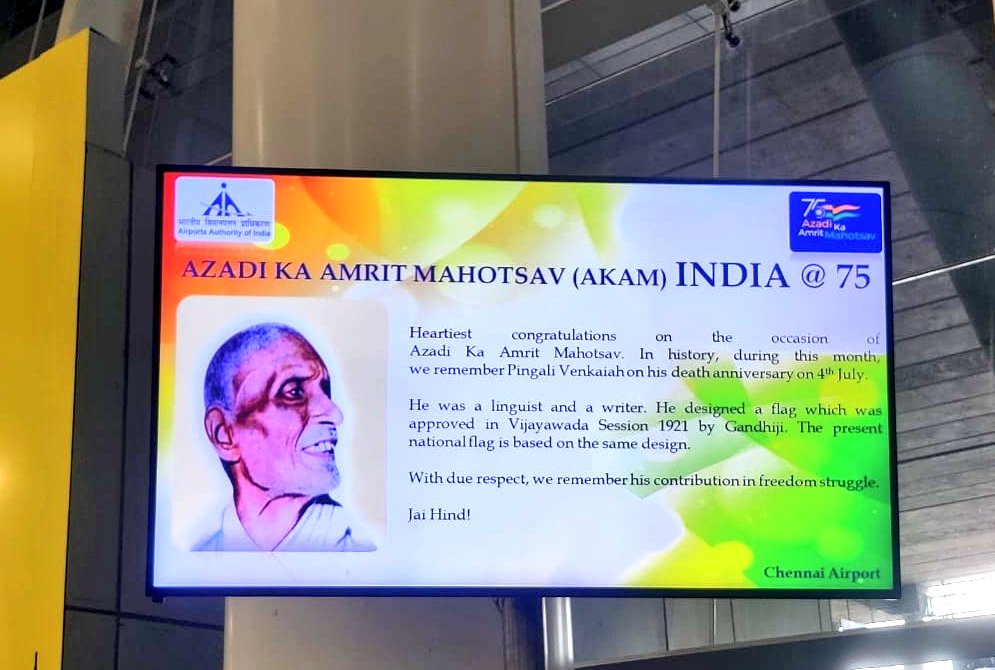 भारतीय विमानपत्तन प्राधिकरण
Airports Authority of India
75
Azadi Ka
Amrit Mahotsav
AZADI KA AMRIT MAHOTSAV (AKAM) INDIA @ 75
Heartiest congratulations on the occasion of
Azadi Ka Amrit Mahotsav. In history, during this month,
we remember Pingali Venkaiah on his death anniversary on 4th July.
He was a linguist and a writer. He designed a flag which was
approved in Vijayawada Session 1921 by Gandhiji. The present
national flag is based on the same design.
With due respect, we remember his contribution in freedom struggle.
Jai Hind!
Chennai Airport